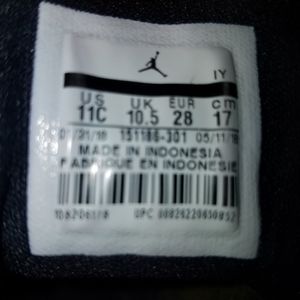 IY
US UK EUR cm
11C 10.5 28 17
151186-301 05/11/18
MADE IN INDONESIA
FABRIQUE EN INDONESIE
UPC